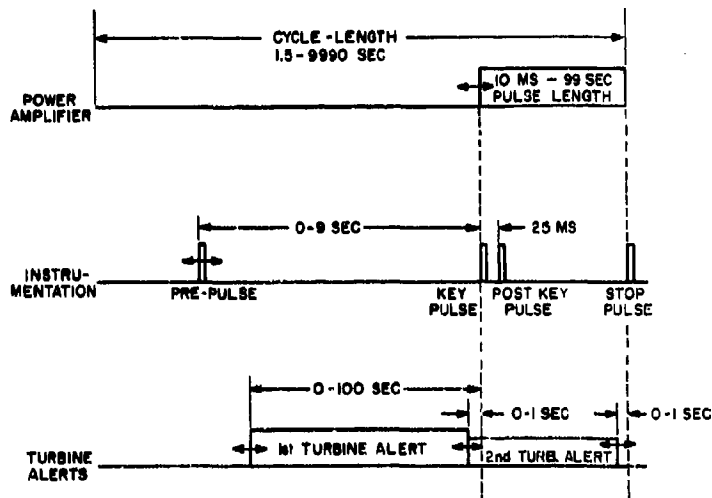 CYCLE-LENGTH
1.5-9990 SEC
10 MS - 99 SEC
PULSE LENGTH
POWER
AMPLIFIER
0-9 SEC
25 MS
INSTRU-
MENTATION
PRE-PULSE
KEY
PULSE
POST KEY
PULSE
STOP
PULSE
0-100 SEC
0-1 SEC
0-1 SEC
1st TURBINE ALERT
2nd TURB. ALERT
TURBINE
ALERTS